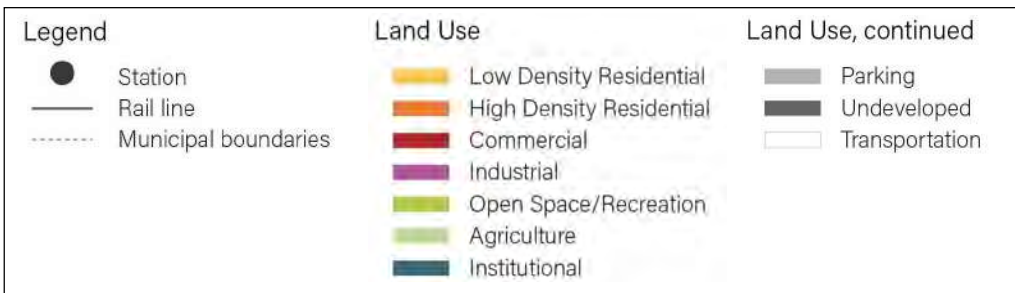 Legend
Station
Rail line
Municipal boundaries
Land Use
Low Density Residential
High Density Residential
Commercial
Industrial
Open Space/Recreation
Agriculture
Institutional
Land Use, continued
Parking
Undeveloped
Transportation